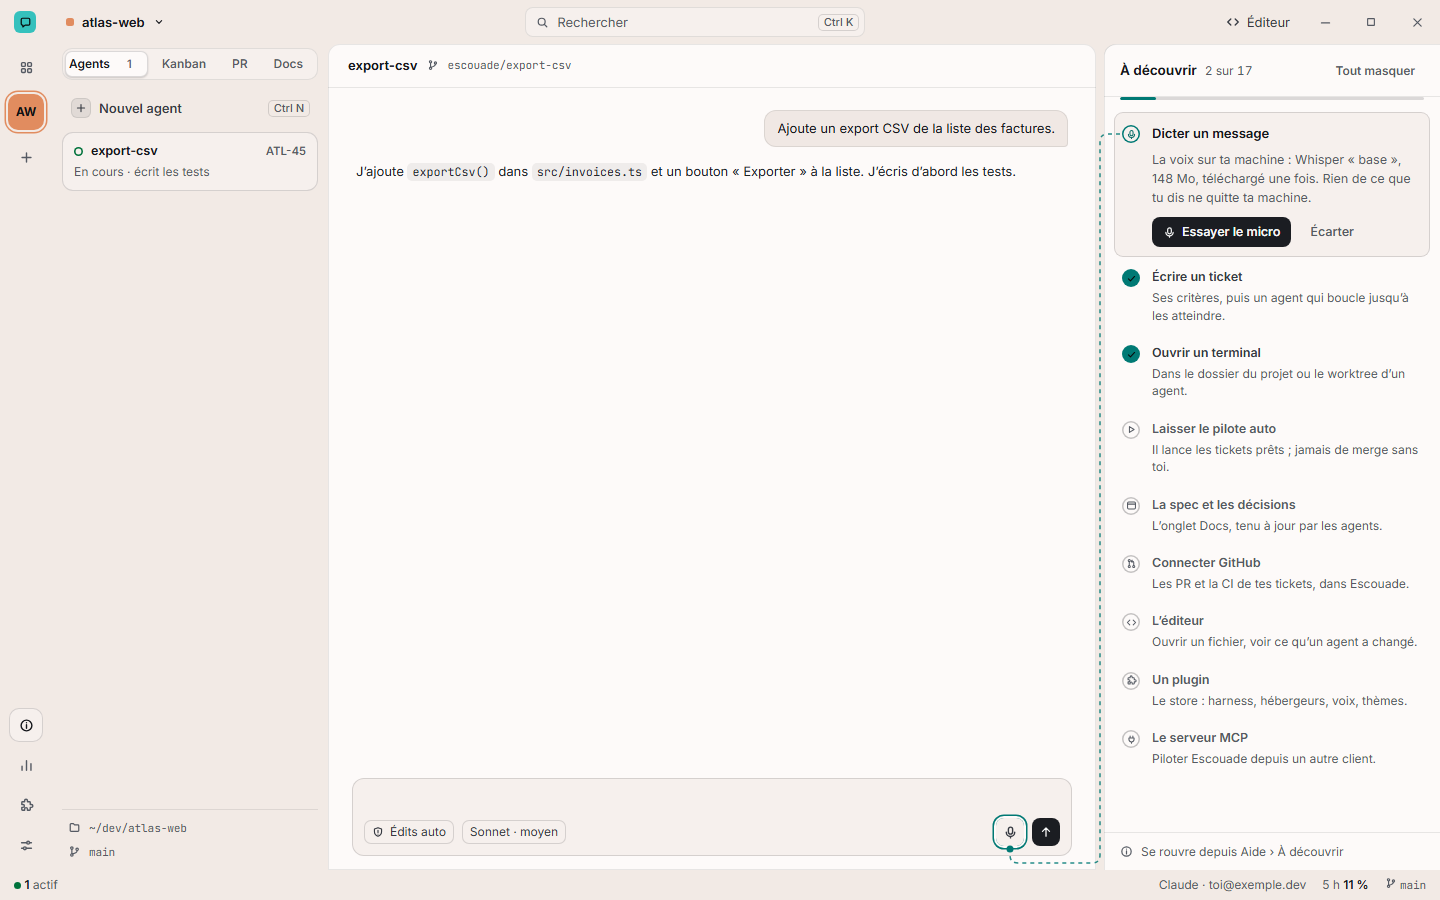 atlas-web
Rechercher
Ctrl K
Éditeur
AW
Agents 1
Kanban
PR
Docs
Nouvel agent
Ctrl N
export-csv
ATL-45
En cours · écrit les tests
~/dev/atlas-web
main
export-csv
escouade/export-csv
Ajoute un export CSV de la liste des factures.
J’ajoute exportCsv() dans src/invoices.ts et un bouton « Exporter » à la liste. J’écris d’abord les tests.
Édits auto
Sonnet · moyen
À découvrir 2 sur 17
Tout masquer
Dicter un message
La voix sur ta machine : Whisper « base »,
148 Mo, téléchargé une fois. Rien de ce que
tu dis ne quitte ta machine.
Essayer le micro
Écarter
Écrire un ticket
Ses critères, puis un agent qui boucle jusqu’à
les atteindre.
Ouvrir un terminal
Dans le dossier du projet ou le worktree d’un
agent.
Laisser le pilote auto
Il lance les tickets prêts ; jamais de merge sans
toi.
La spec et les décisions
L’onglet Docs, tenu à jour par les agents.
Connecter GitHub
Les PR et la CI de tes tickets, dans Escouade.
L’éditeur
Ouvrir un fichier, voir ce qu’un agent a changé.
Un plugin
Le store : harness, hébergeurs, voix, thèmes.
Le serveur MCP
Piloter Escouade depuis un autre client.
Se rouvre depuis Aide › À découvrir
1 actif
Claude · toi@exemple.dev
5 h 11 %
main